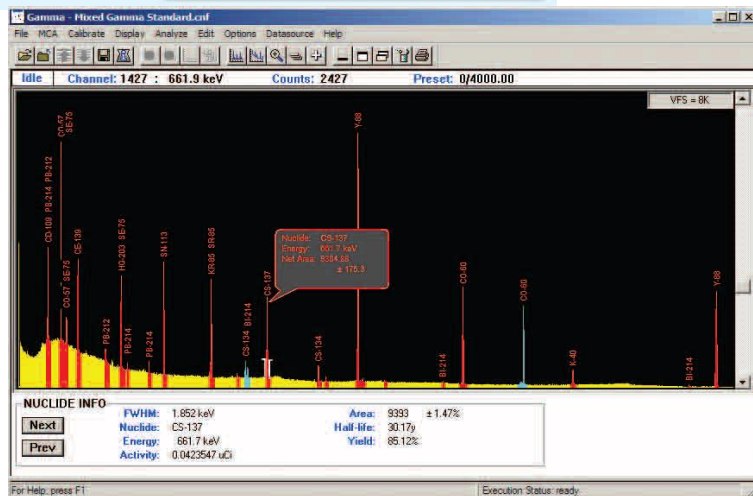 Gamma - Mixed Gamma Standard.cnf
File MCA Calibrate Display Analyze Edit Options Datasource Help
Idle Channel: 1427 : 661.9 keV Counts: 2427 Preset: 0/4000.00
VFS = 8K
CD-109 PB-214 PB-212
CO-57 SE-75
CO-57 SE-75
CE-139
PB-212
HG-203 SE-75
PB-214
PB-214
SN-113
KR-85 SR-85
CS-134 BI-214
CS-137
CS-134
Y-88
BI-214
CO-60
CO-60
K-40
BI-214
Y-88
Nuclide: CS-137
Energy: 661.7 keV
Net Area: 9384.68
± 175.3
NUCLIDE INFO
Next
Prev
FWHM: 1.852 keV Area: 9393 ± 1.47%
Nuclide: CS-137 Half-life: 30.17y
Energy: 661.7 keV Yield: 85.12%
Activity: 0.0423547 uCi
For Help, press F1 Execution Status: ready